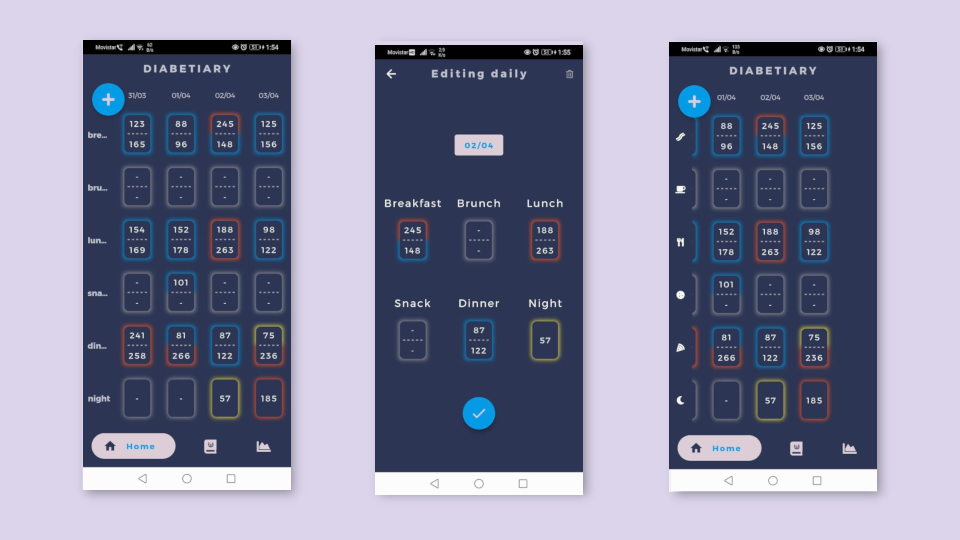 Movistar 62 B/s 1:54
DIABETIARY
31/03 01/04 02/04 03/04
bre... 123 88 245 125
----- ----- ----- -----
165 96 148 156
bru... - - - -
----- ----- ----- -----
- - - -
lun... 154 152 188 98
----- ----- ----- -----
169 178 263 122
sna... - 101 - -
----- ----- ----- -----
- - - -
din... 241 81 87 75
----- ----- ----- -----
258 266 122 236
night - - 57 185
Home
Movistar 2,9 K/s 1:55
Editing daily
02/04
Breakfast Brunch Lunch
245 - 188
----- ----- -----
148 - 263
Snack Dinner Night
- 87 57
----- -----
- 122
Movistar 133 B/s 1:54
DIABETIARY
01/04 02/04 03/04
88 245 125
----- ----- -----
96 148 156
- - -
----- ----- -----
- - -
152 188 98
----- ----- -----
178 263 122
101 - -
----- ----- -----
- - -
81 87 75
----- ----- -----
266 122 236
- 57 185
Home